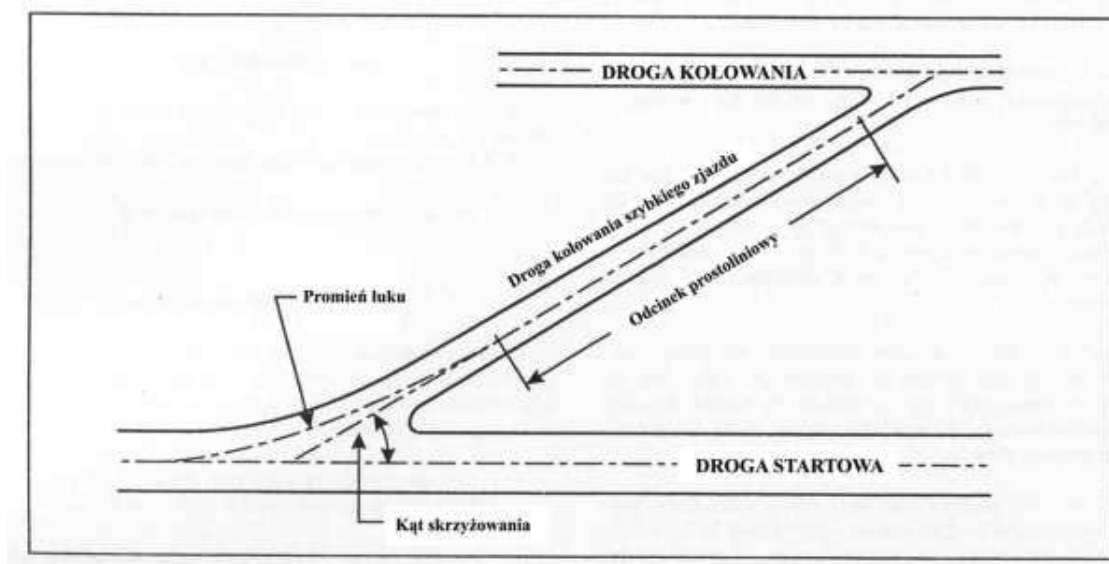 DROGA KOŁOWANIA
Droga kołowania szybkiego zjazdu
Odcinek prostoliniowy
Promień łuku
DROGA STARTOWA
Kąt skrzyżowania